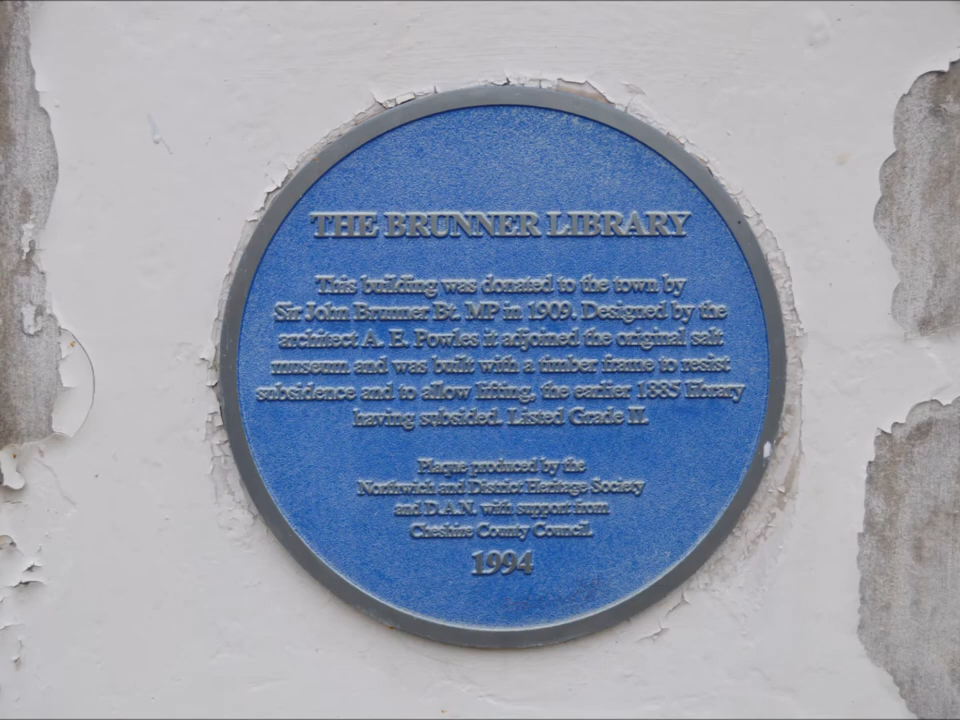 THE BRUNNER LIBRARY
This building was donated to the town by
Sir John Brunner Bt. MP in 1909. Designed by the
architect A. E. Powles it adjoined the original salt
museum and was built with a timber frame to resist
subsidence and to allow lifting, the earlier 1885 library
having subsided. Listed Grade II.
Plaque produced by the
Northwich and District Heritage Society
and D.A.N. with support from
Cheshire County Council.
1994